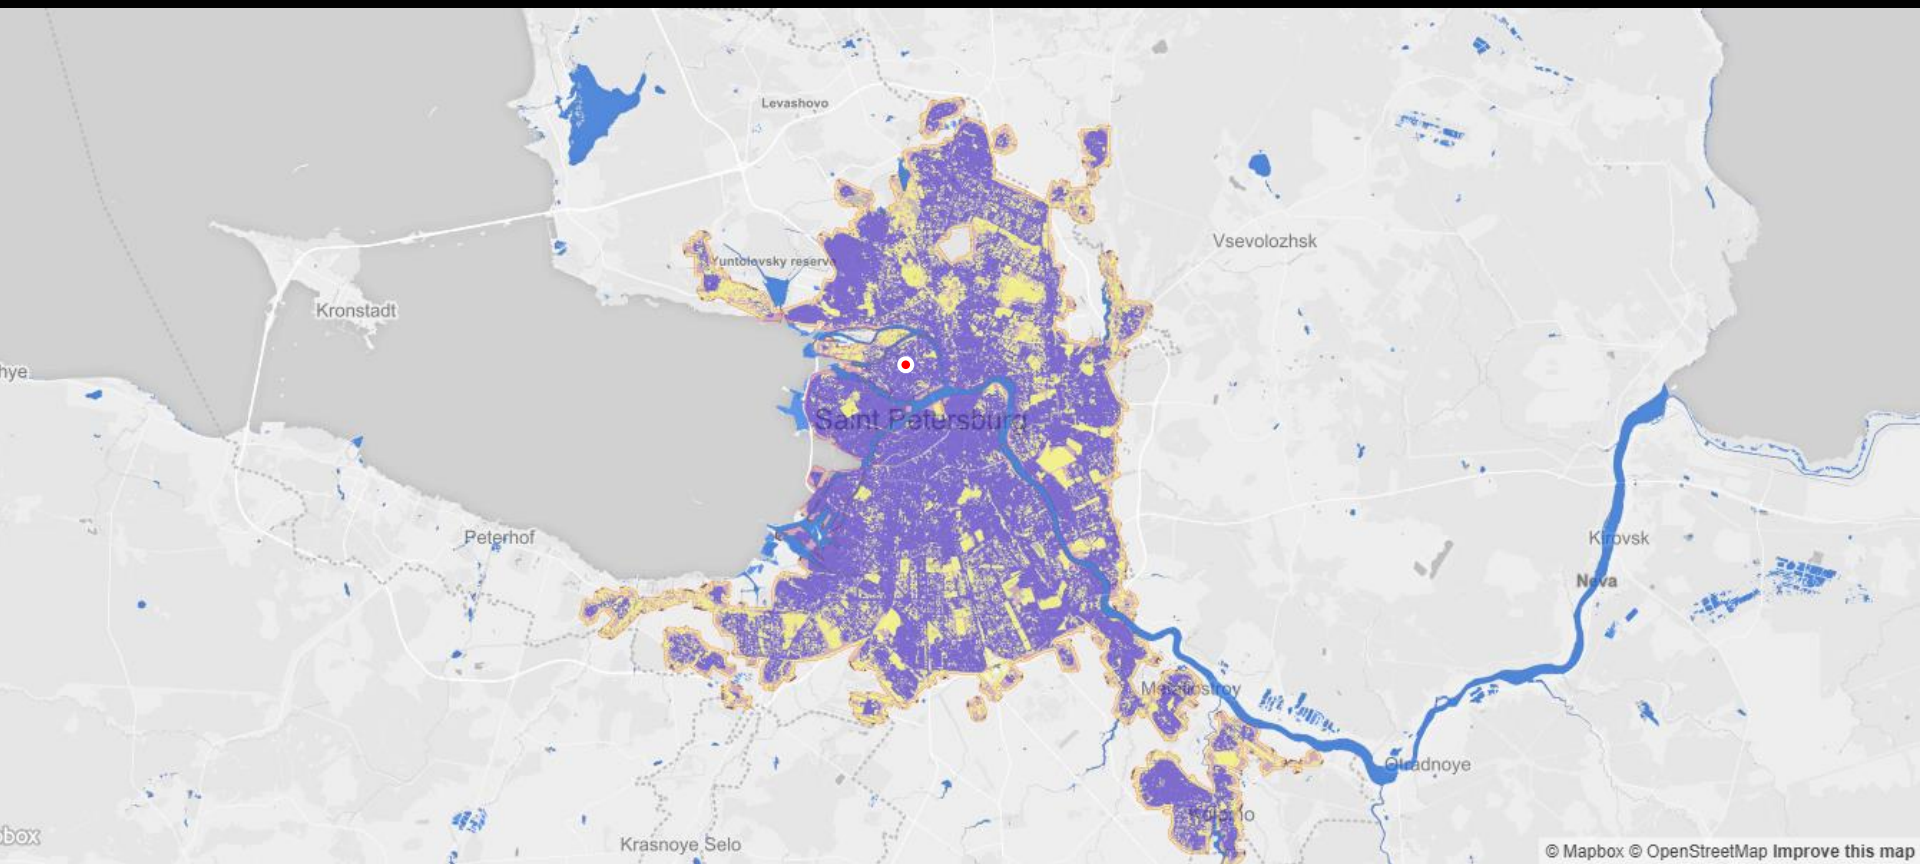 Levashovo
Vsevolozhsk
Yuntolovsky reserve
Kronstadt
hye
Saint Petersburg
Peterhof
Kirovsk
Neva
Otradnoye
Krasnoye Selo
box
© Mapbox © OpenStreetMap Improve this map